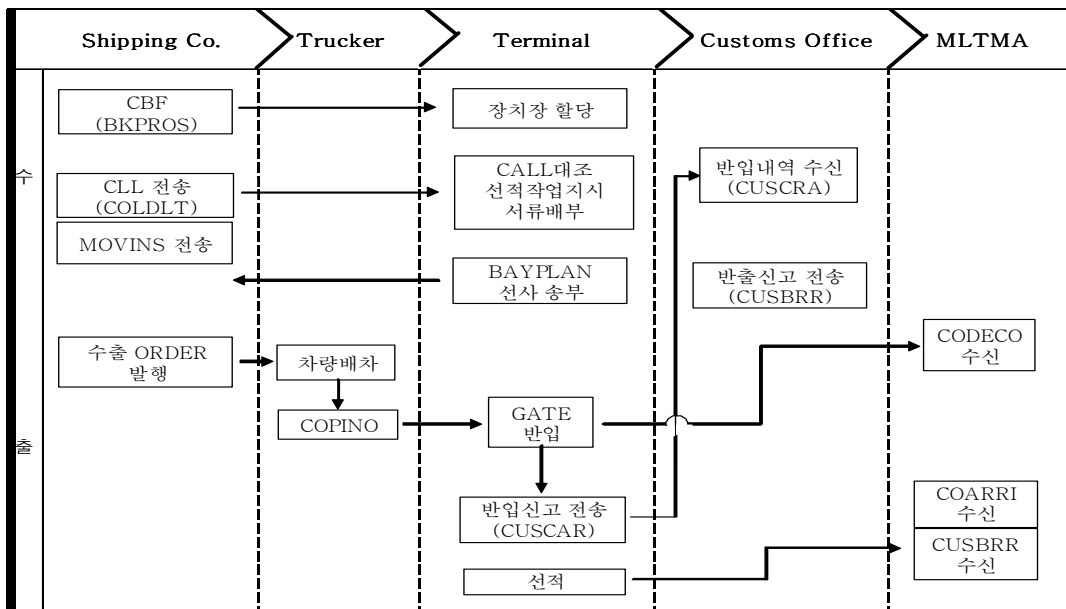 Shipping Co.
Trucker
Terminal
Customs Office
MLTMA
수
출
CBF
(BKPROS)
장치장 할당
CLL 전송
(COLDLT)
CALL대조
선적작업지시
서류배부
반입내역 수신
(CUSCRA)
MOVINS 전송
BAYPLAN
선사 송부
반출신고 전송
(CUSBRR)
수출 ORDER
발행
차량배차
CODECO
수신
COPINO
GATE
반입
반입신고 전송
(CUSCAR)
COARRI
수신
CUSBRR
수신
선적